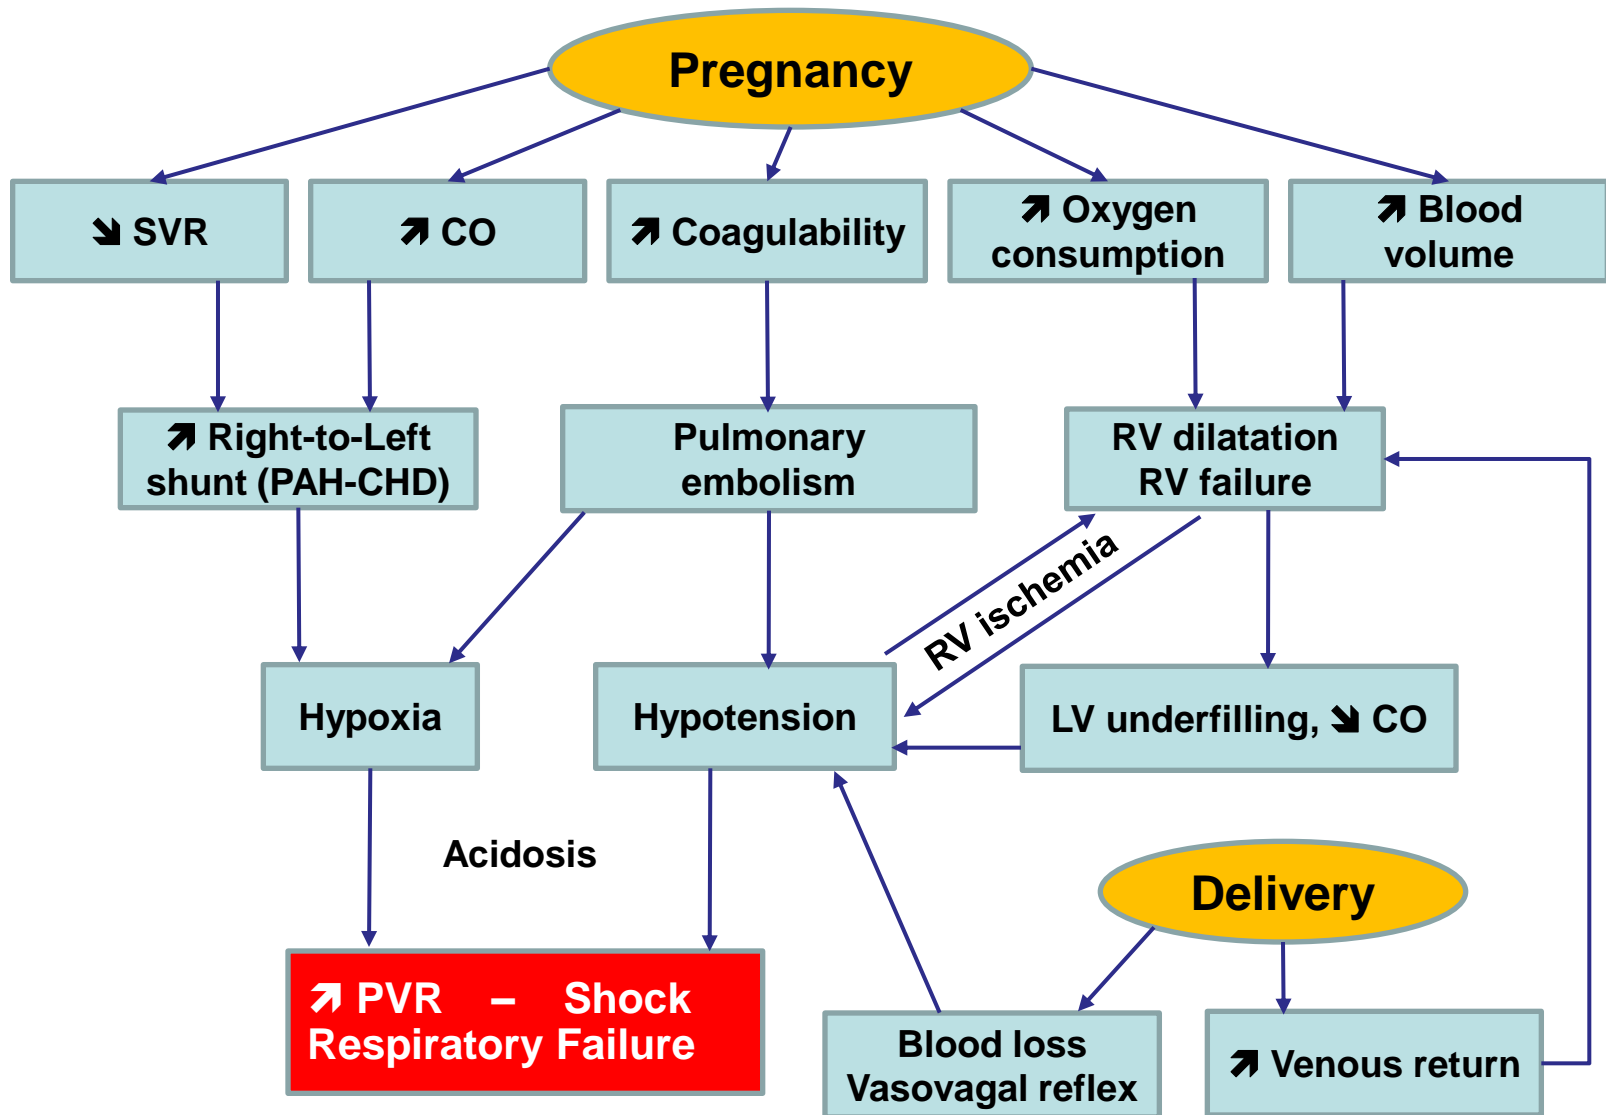 Pregnancy
↘ SVR
↗ CO
↗ Coagulability
↗ Oxygen
consumption
↗ Blood
volume
↗ Right-to-Left
shunt (PAH-CHD)
Pulmonary
embolism
RV dilatation
RV failure
RV ischemia
Hypoxia
Hypotension
LV underfilling, ↘ CO
Acidosis
Delivery
↗ PVR – Shock
Respiratory Failure
Blood loss
Vasovagal reflex
↗ Venous return